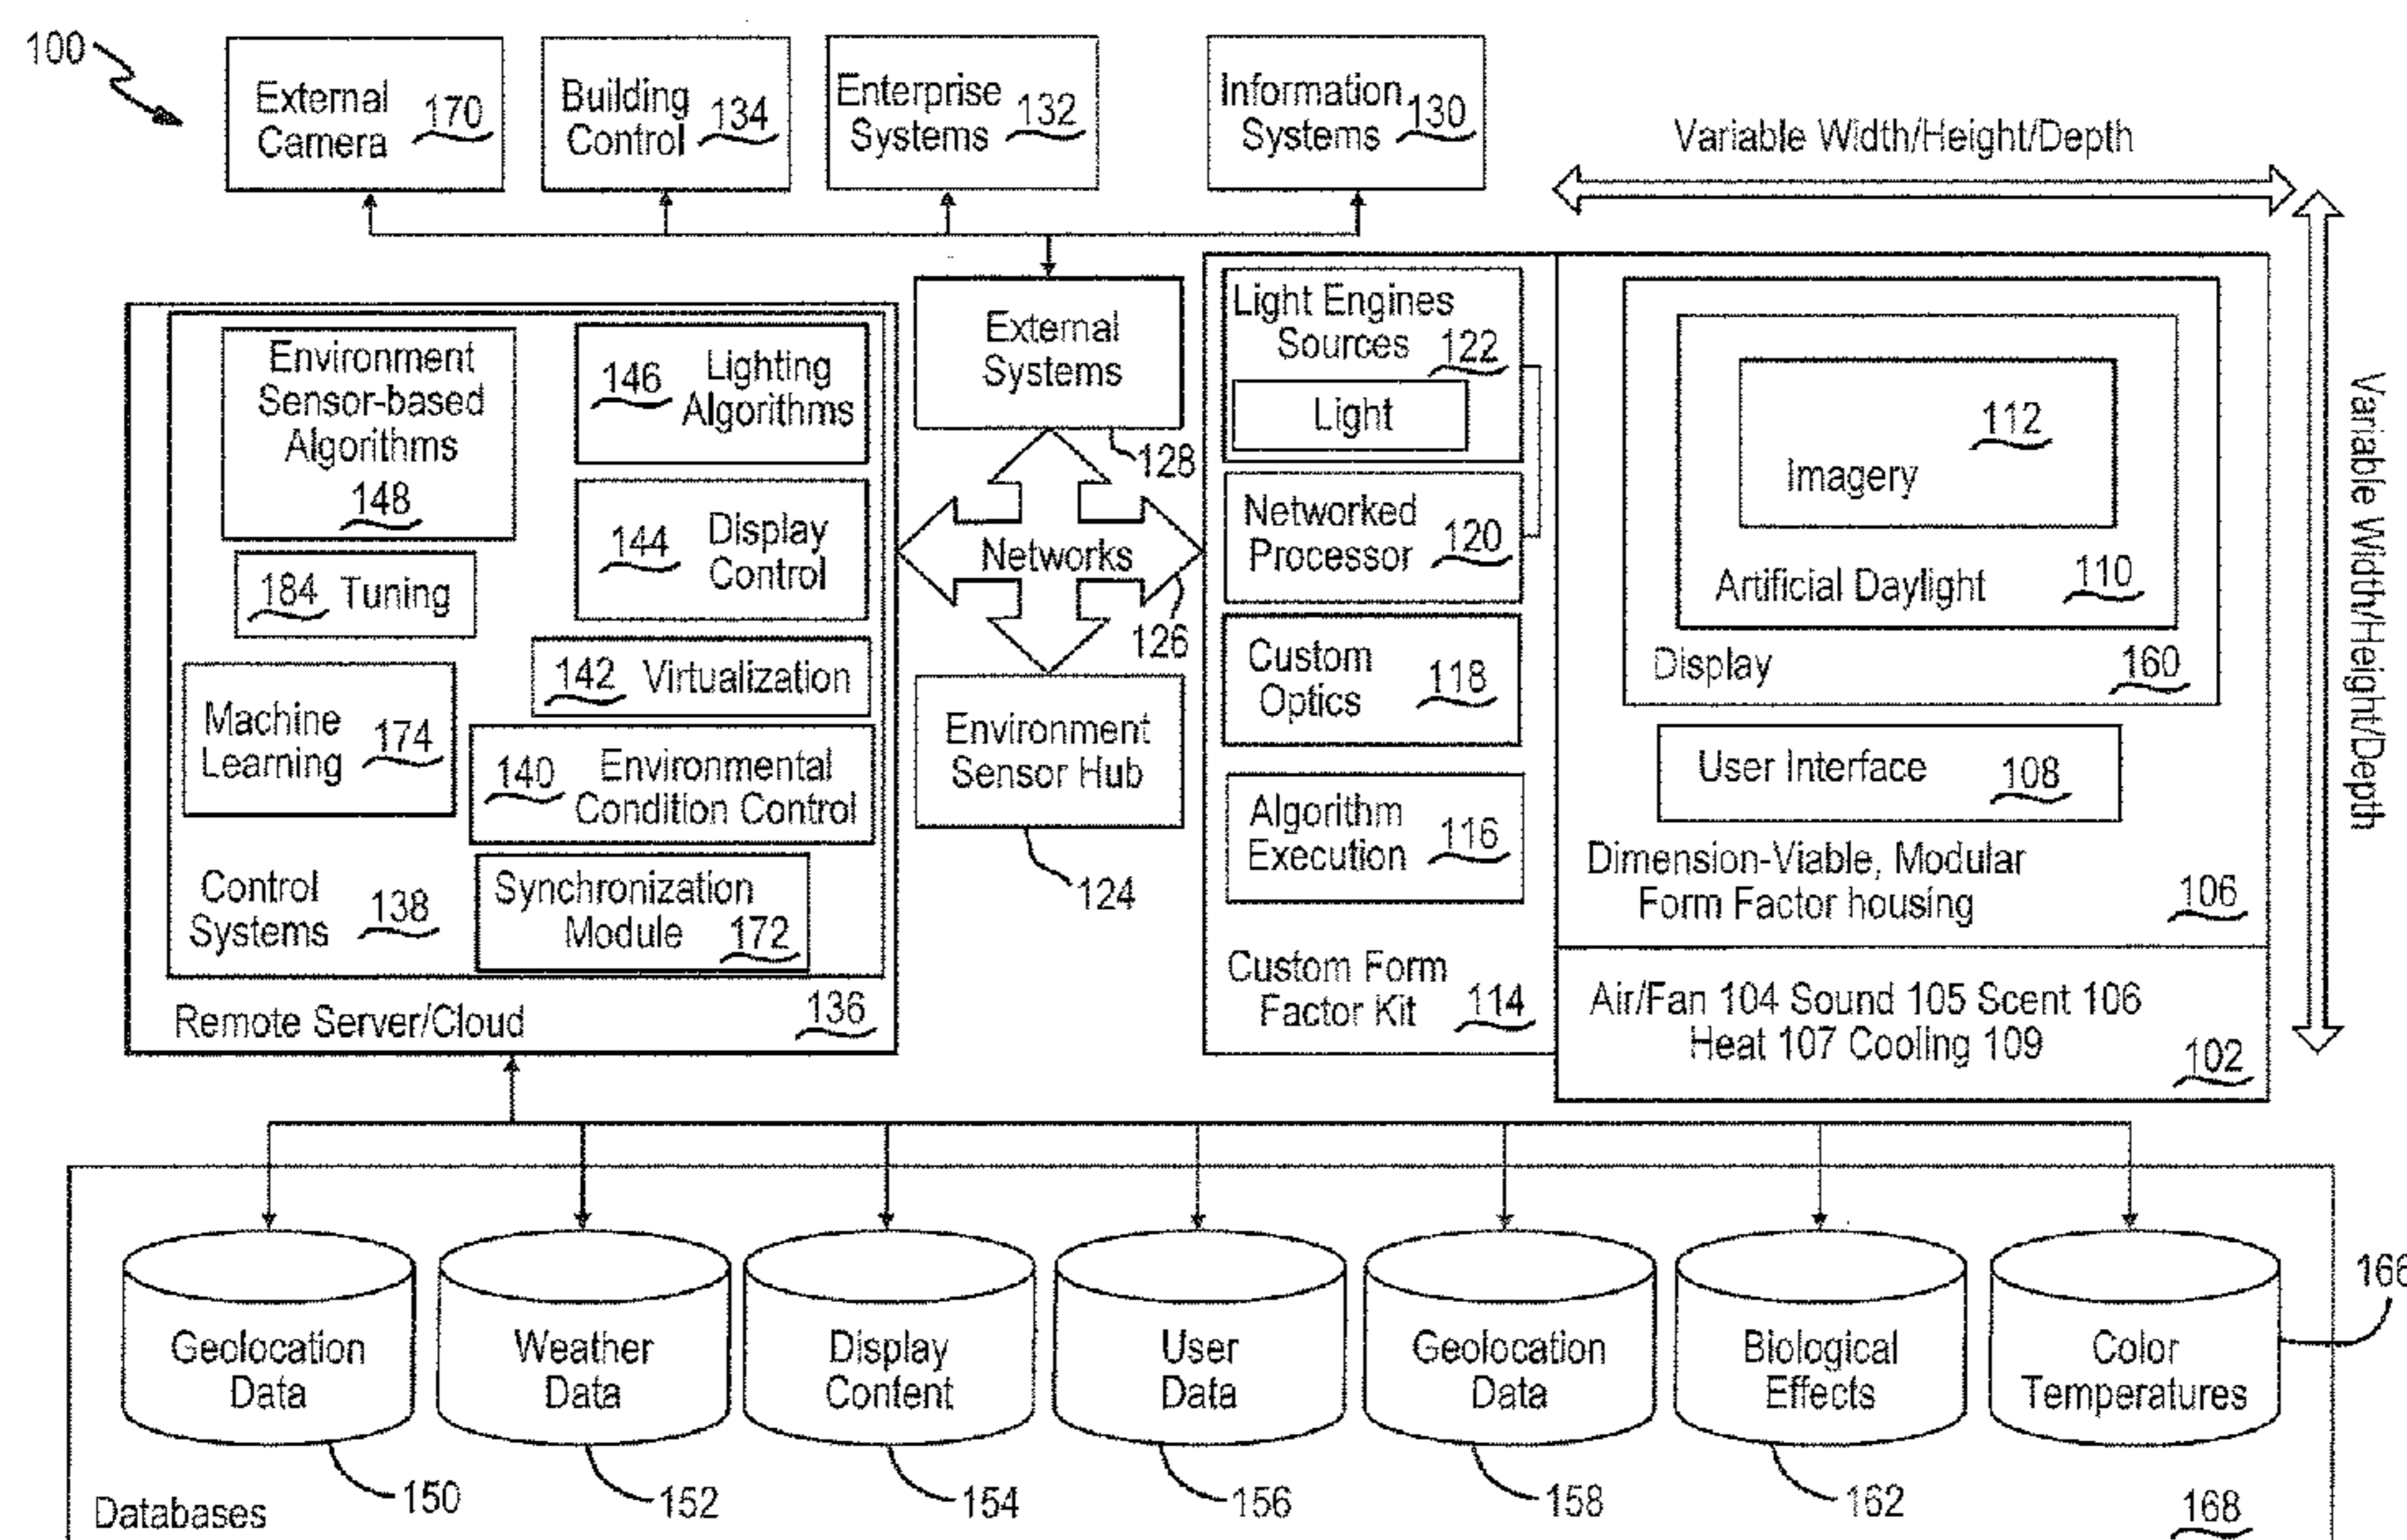 100
External
Camera 170
Building
Control 134
Enterprise
Systems 132
Information
Systems 130
Variable Width/Height/Depth
Variable Width/Height/Depth
External
Systems
128
Networks
126
Environment
Sensor Hub
124
Environment
Sensor-based
Algorithms
148
146 Lighting
Algorithms
144 Display
Control
184 Tuning
142 Virtualization
Machine
Learning 174
140 Environmental
Condition Control
Control
Systems 138
Synchronization
Module 172
Remote Server/Cloud 136
Light Engines
Sources 122
Light
Networked
Processor 120
Custom
Optics 118
Algorithm
Execution 116
Custom Form
Factor Kit 114
112
Imagery
Artificial Daylight 110
Display 160
User Interface 108
Dimension-Viable, Modular
Form Factor housing 106
Air/Fan 104 Sound 105 Scent 106
Heat 107 Cooling 109
102
Geolocation
Data
150
Weather
Data
152
Display
Content
154
User
Data
156
Geolocation
Data
158
Biological
Effects
162
Color
Temperatures
166
Databases 168